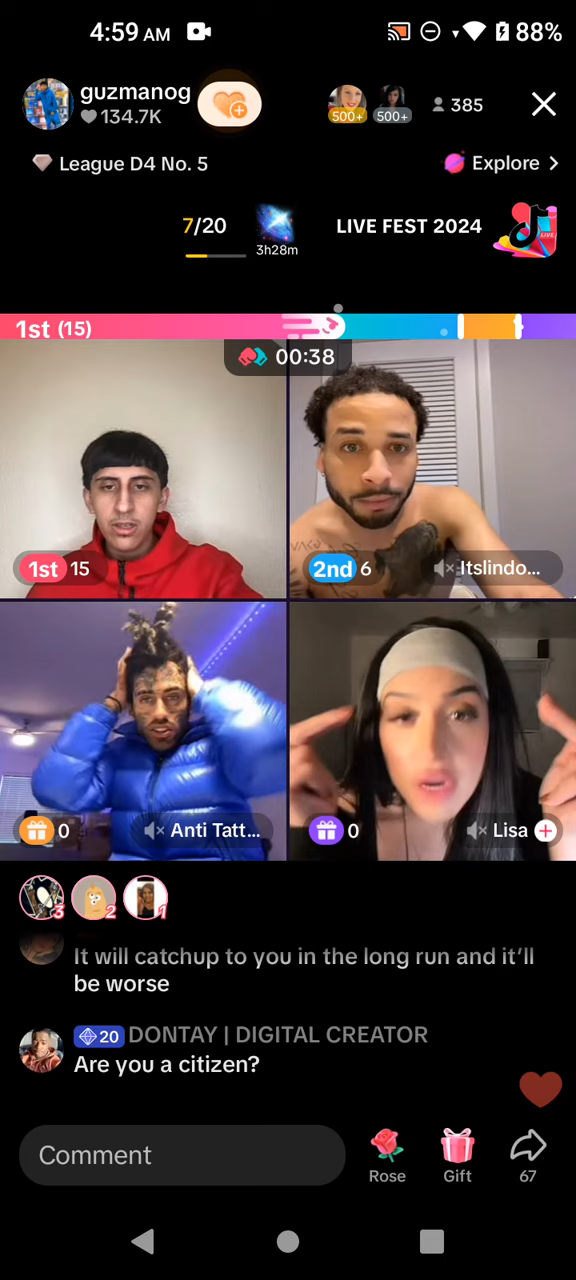 4:59 AM
88%
guzmanog
134.7K
500+
500+
385
League D4 No. 5
Explore >
7/20
3h28m
LIVE FEST 2024
LIVE
1st (15)
00:38
1st 15
2nd 6
Itslindo...
0
Anti Tatt...
0
Lisa
3
2
1
It will catchup to you in the long run and it'll
be worse
20 DONTAY | DIGITAL CREATOR
Are you a citizen?
Comment
Rose
Gift
67